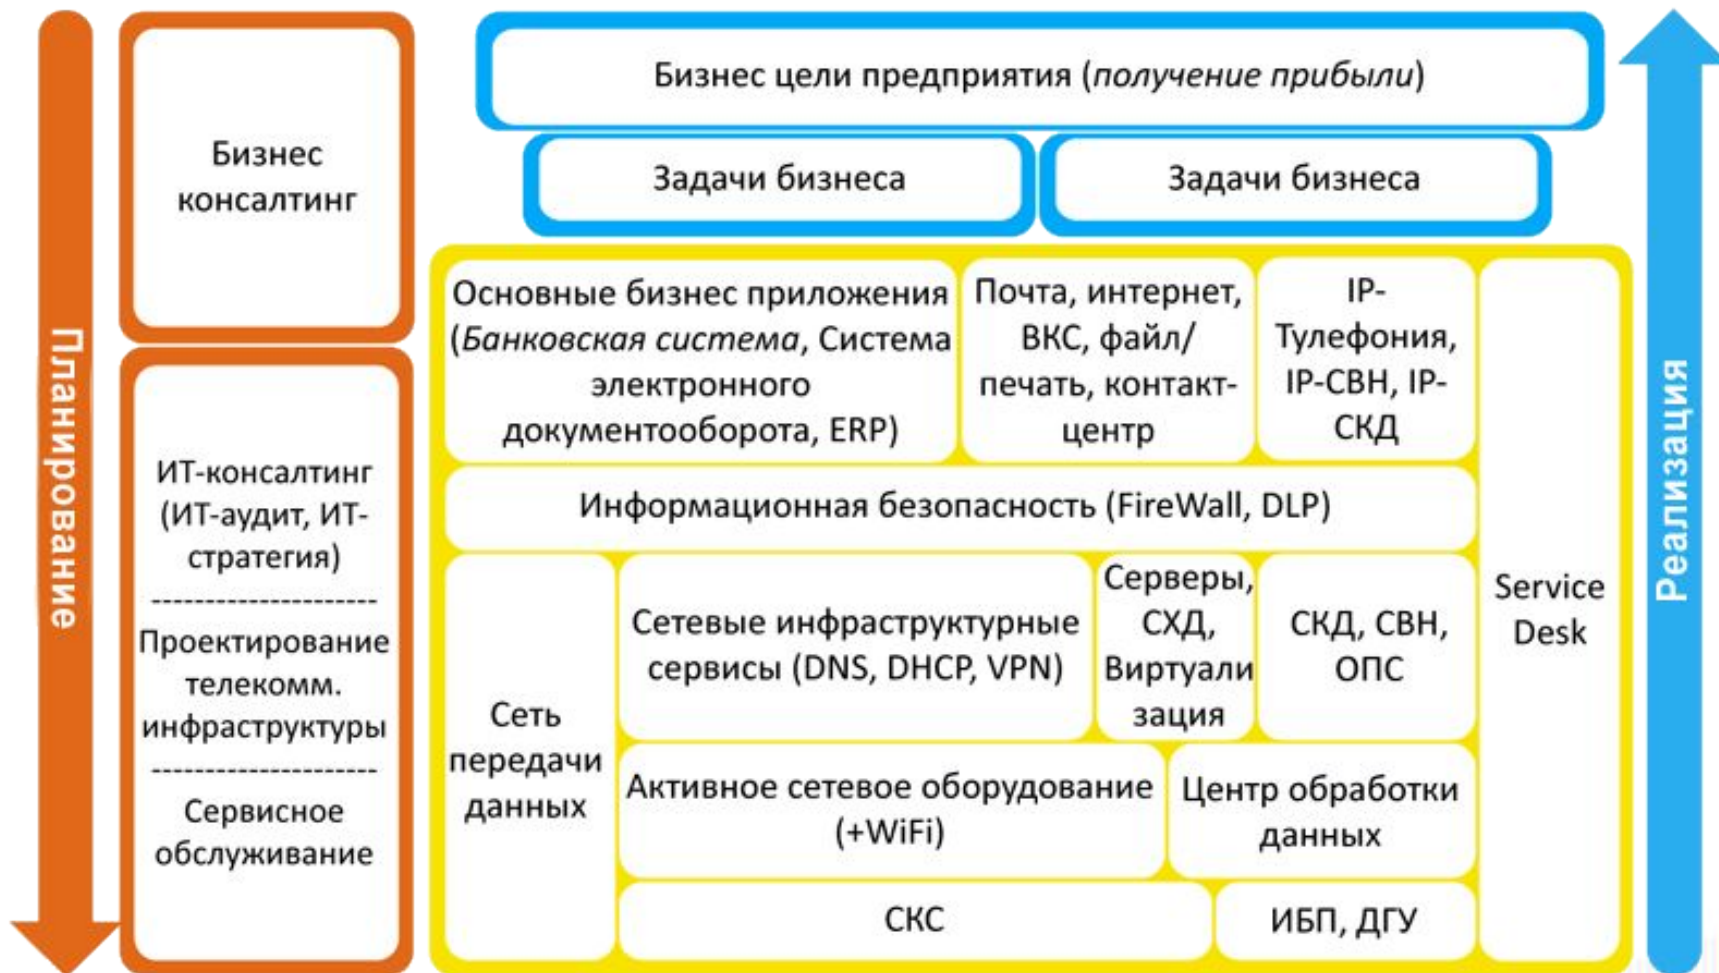 Планирование
Бизнес
консалтинг
ИТ-консалтинг
(ИТ-аудит, ИТ-
стратегия)
---------------------
Проектирование
телекомм.
инфраструктуры
---------------------
Сервисное
обслуживание
Бизнес цели предприятия (получение прибыли)
Задачи бизнеса
Задачи бизнеса
Основные бизнес приложения
(Банковская система, Система
электронного
документооборота, ERP)
Почта, интернет,
ВКС, файл/
печать, контакт-
центр
IP-
Тулефония,
IP-СВН, IP-
СКД
Информационная безопасность (FireWall, DLP)
Сеть
передачи
данных
Сетевые инфраструктурные
сервисы (DNS, DHCP, VPN)
Серверы,
СХД,
Виртуали
зация
СКД, СВН,
ОПС
Активное сетевое оборудование
(+WiFi)
Центр обработки
данных
СКС
ИБП, ДГУ
Service
Desk
Реализация